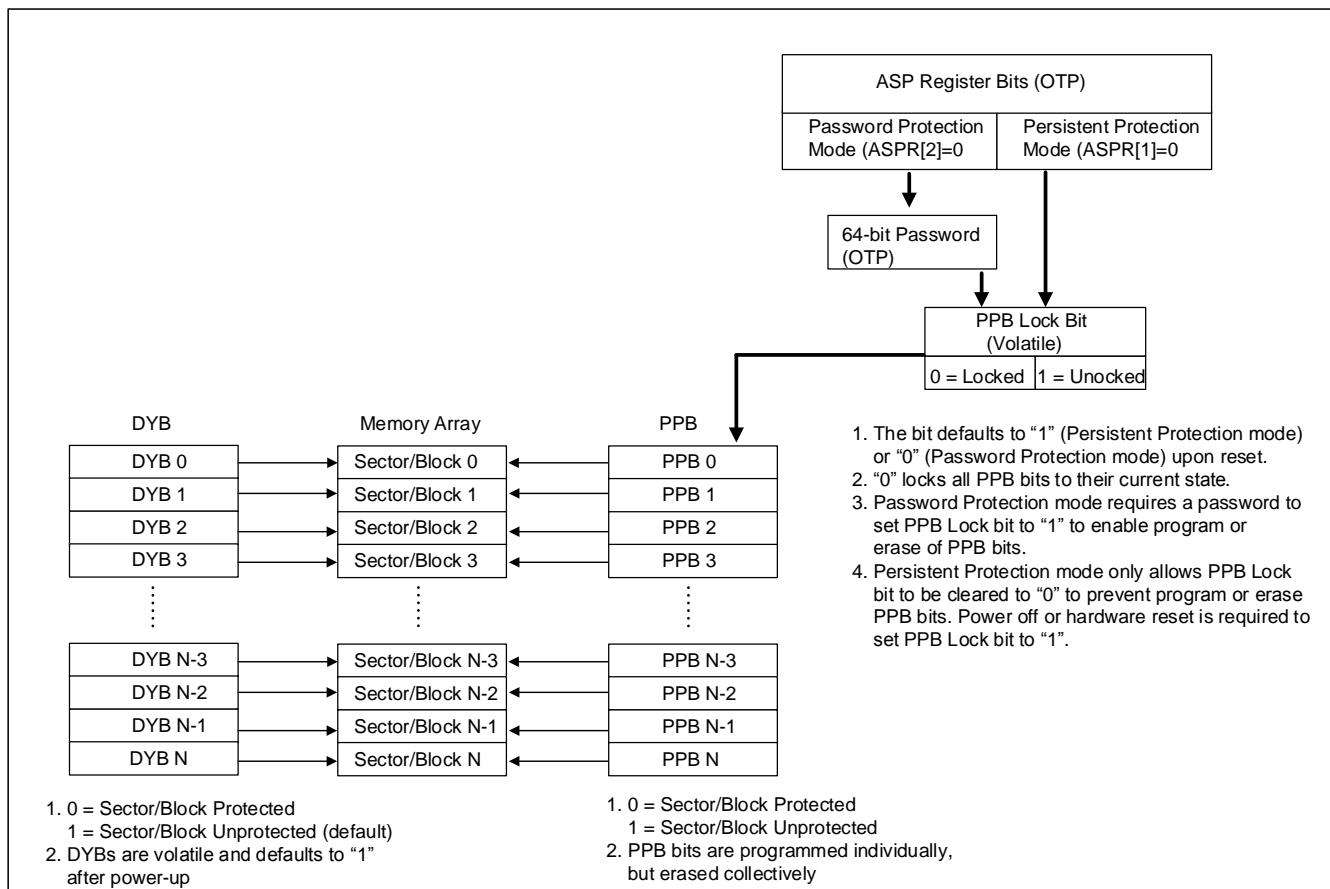 ASP Register Bits (OTP)
Password Protection
Mode (ASPR[2]=0
Persistent Protection
Mode (ASPR[1]=0
64-bit Password
(OTP)
PPB Lock Bit
(Volatile)
0 = Locked
1 = Unocked
1. The bit defaults to “1” (Persistent Protection mode)
or “0” (Password Protection mode) upon reset.
2. “0” locks all PPB bits to their current state.
3. Password Protection mode requires a password to
set PPB Lock bit to “1” to enable program or
erase of PPB bits.
4. Persistent Protection mode only allows PPB Lock
bit to be cleared to “0” to prevent program or erase
PPB bits. Power off or hardware reset is required to
set PPB Lock bit to “1”.
DYB
Memory Array
PPB
DYB 0
Sector/Block 0
PPB 0
DYB 1
Sector/Block 1
PPB 1
DYB 2
Sector/Block 2
PPB 2
DYB 3
Sector/Block 3
PPB 3
DYB N-3
Sector/Block N-3
PPB N-3
DYB N-2
Sector/Block N-2
PPB N-2
DYB N-1
Sector/Block N-1
PPB N-1
DYB N
Sector/Block N
PPB N
1. 0 = Sector/Block Protected
1 = Sector/Block Unprotected (default)
2. DYBs are volatile and defaults to “1”
after power-up
1. 0 = Sector/Block Protected
1 = Sector/Block Unprotected
2. PPB bits are programmed individually,
but erased collectively